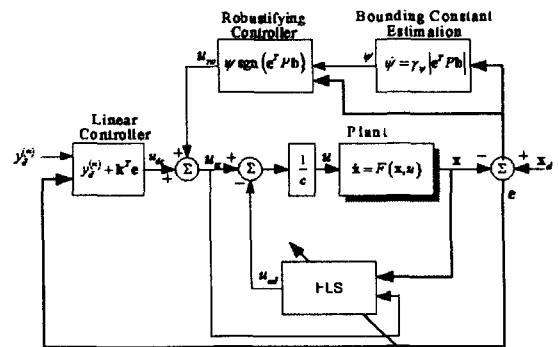 Robustifying
Controller
Bounding Constant
Estimation
u_ro
ψ sgn(e^T Pb)
ψ
ψ̇ = γ_ψ |e^T Pb|
Linear
Controller
y_d^(n)
y_d^(n) + k^T e
u_dc
+
+
Σ
u_κ
+
−
Σ
1/c
u
Plant
ẋ = F(x,u)
x
−
Σ
+
x_d
e
u_ad
FLS